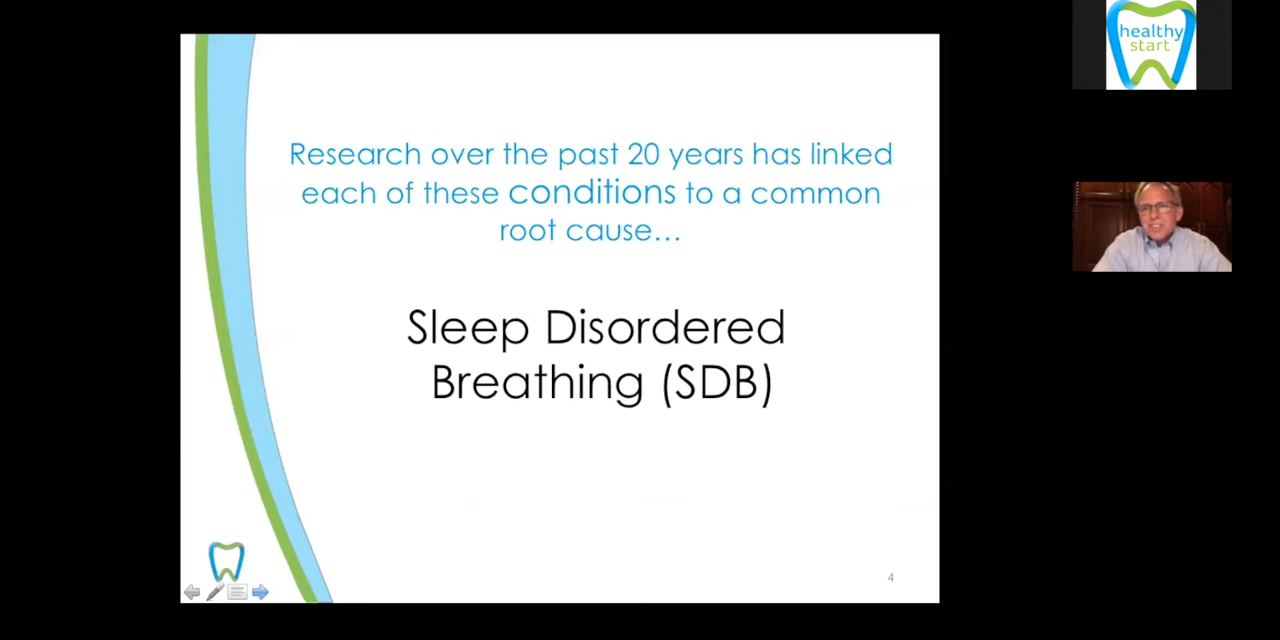 Research over the past 20 years has linked
each of these conditions to a common
root cause...
Sleep Disordered
Breathing (SDB)
4
healthy
start